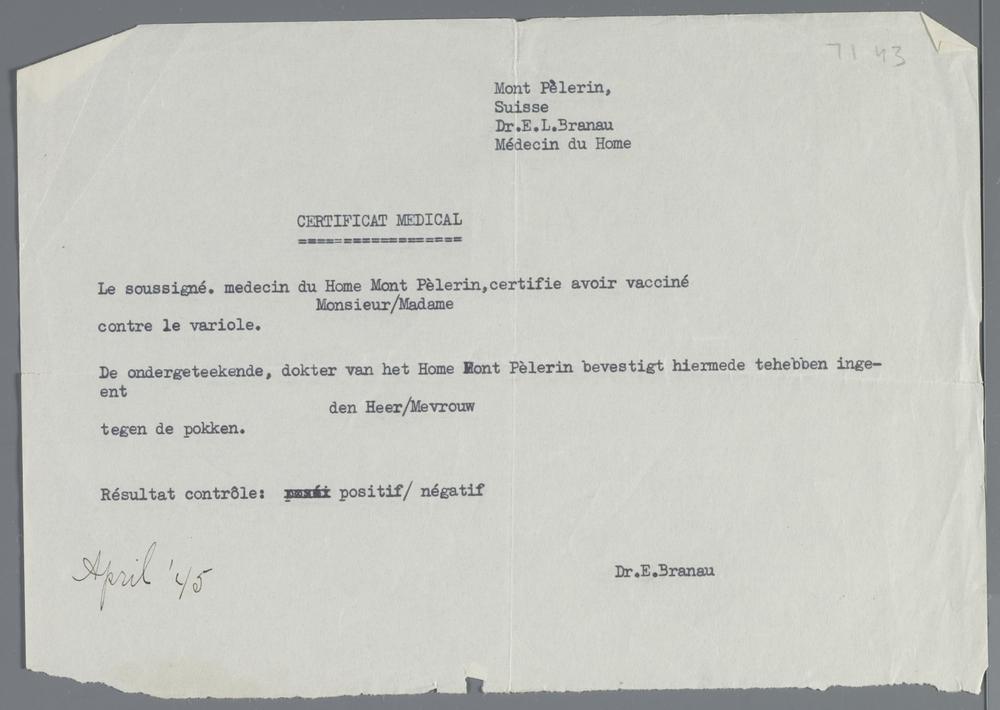 71 43
Mont Pèlerin,
Suisse
Dr.E.L.Branau
Médecin du Home
CERTIFICAT MEDICAL
==================
Le soussigné. medecin du Home Mont Pèlerin,certifie avoir vacciné
Monsieur/Madame
contre le variole.
De ondergeteekende, dokter van het Home Mont Pèlerin bevestigt hiermede tehebben inge-
ent
den Heer/Mevrouw
tegen de pokken.
Résultat contrôle: positif/ négatif
April '45
Dr.E.Branau